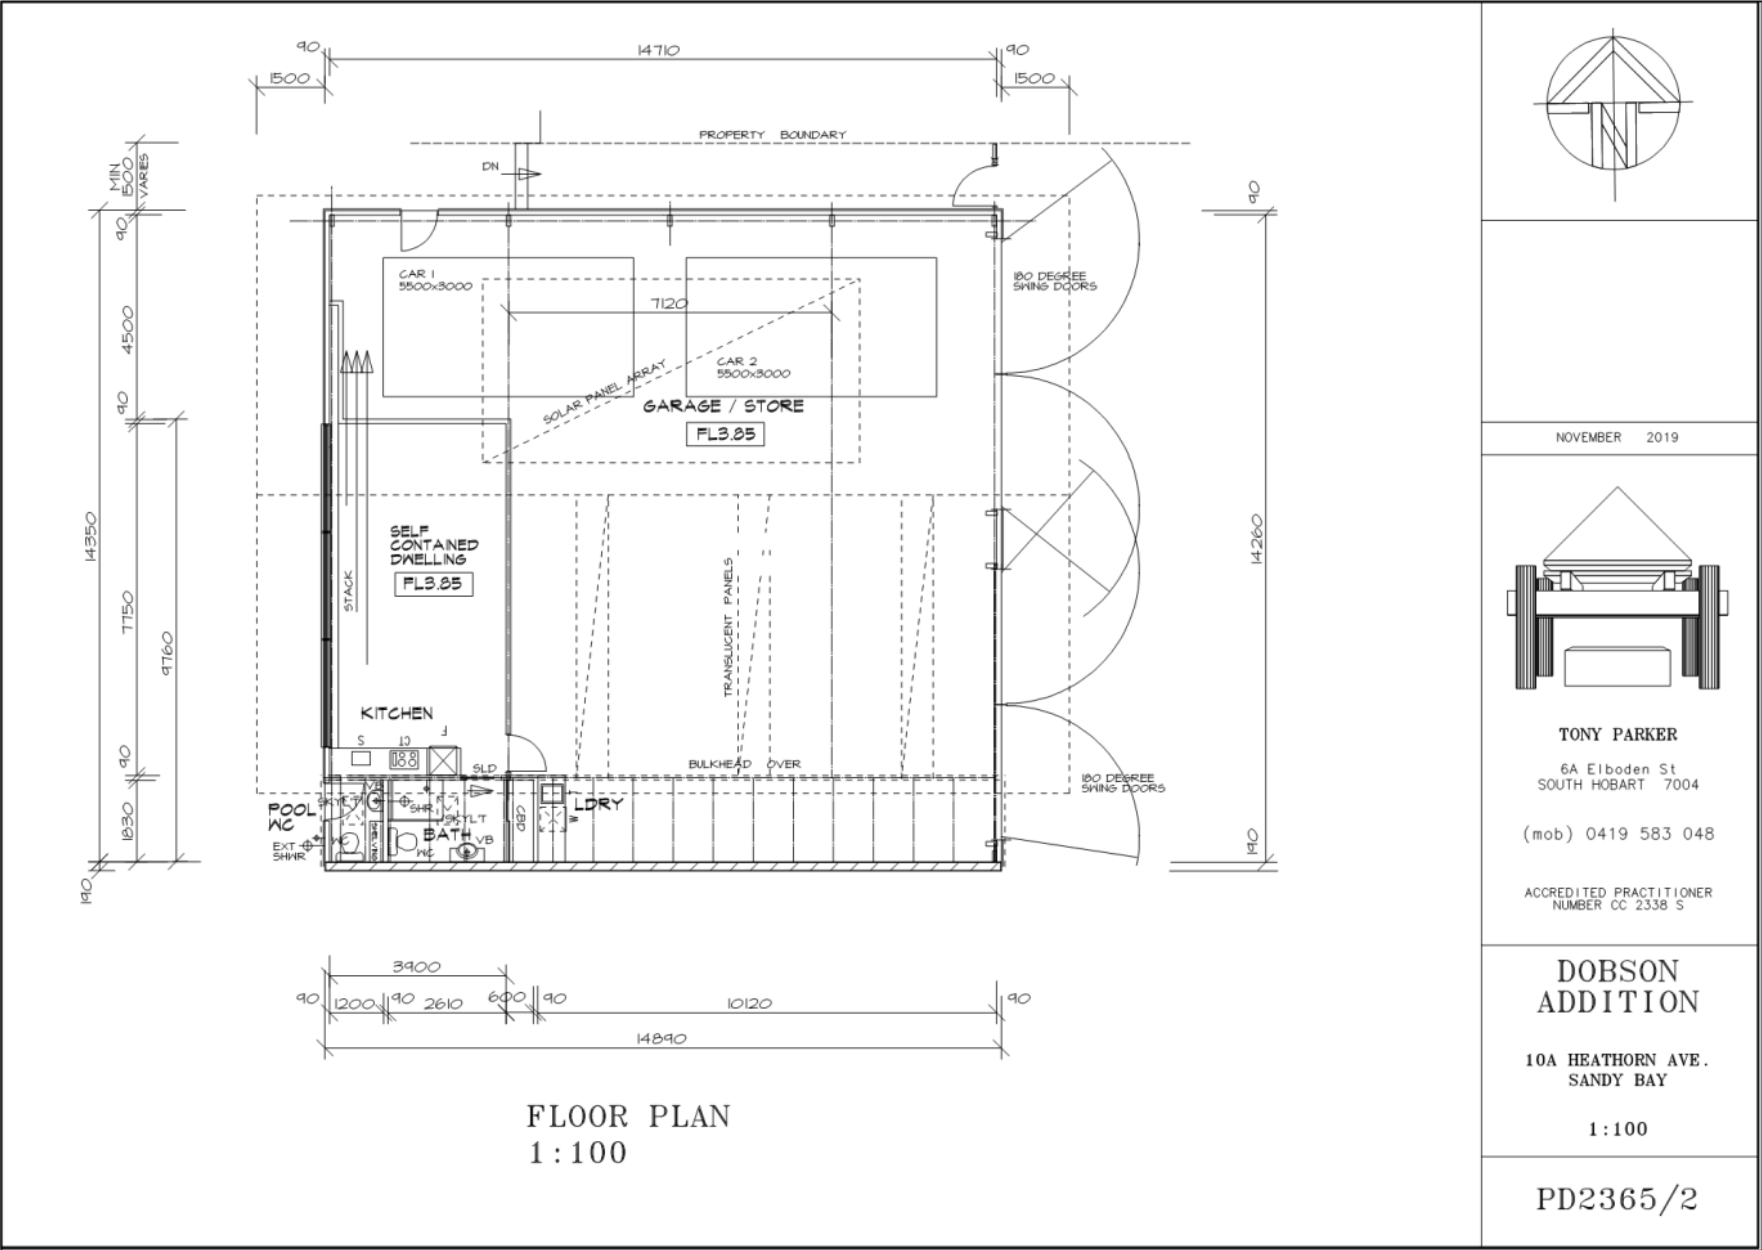 90
14710
90
1500
1500
PROPERTY BOUNDARY
MIN
1500
VARIES
DN
90
90
CAR 1
5500x3000
180 DEGREE
SWING DOORS
7120
4500
CAR 2
5500x3000
SOLAR PANEL ARRAY
GARAGE / STORE
FL3.85
90
14350
SELF
CONTAINED
DWELLING
FL3.85
STACK
14260
TRANSLUCENT PANELS
7750
9760
KITCHEN
S
CT
F
90
SLD
BULKHEAD OVER
180 DEGREE
SWING DOORS
POOL
WC
SKYLT
VB
SHR
SKYLT
CBD
W
LDRY
EXT
SHWR
WC
SHELVING
BATH
WC
VB
1830
190
190
3900
90
1200
90
2610
600
90
10120
90
14890
FLOOR PLAN
1:100
NOVEMBER 2019
TONY PARKER
6A Elboden St
SOUTH HOBART 7004
(mob) 0419 583 048
ACCREDITED PRACTITIONER
NUMBER CC 2338 S
DOBSON
ADDITION
10A HEATHORN AVE.
SANDY BAY
1:100
PD2365/2